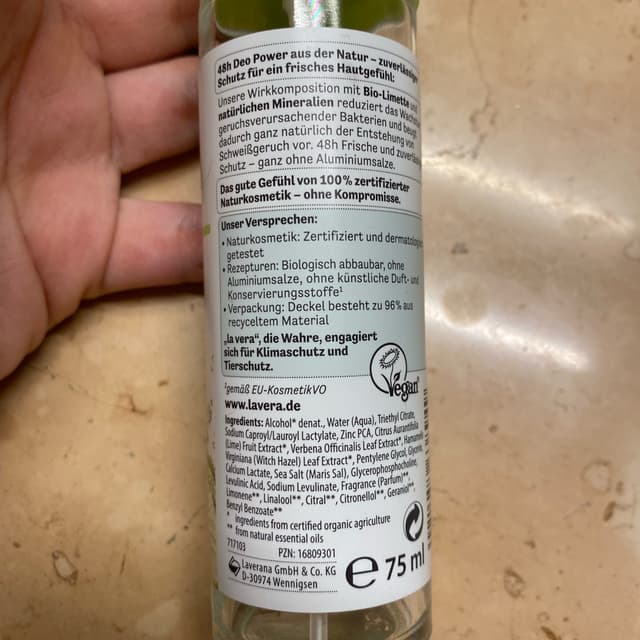 48h Deo Power aus der Natur – zuverlässiger
Schutz für ein frisches Hautgefühl:
Unsere Wirkkomposition mit Bio-Limette und
natürlichen Mineralien reduziert das Wachstum
geruchsverursachender Bakterien und beugt
dadurch ganz natürlich der Entstehung von
Schweißgeruch vor. 48h Frische und zuverlässiger
Schutz – ganz ohne Aluminiumsalze.
Das gute Gefühl von 100% zertifizierter
Naturkosmetik – ohne Kompromisse.
Unser Versprechen:
• Naturkosmetik: Zertifiziert und dermatologisch
getestet
• Rezepturen: Biologisch abbaubar, ohne
Aluminiumsalze, ohne künstliche Duft- und
Konservierungsstoffe¹
• Verpackung: Deckel besteht zu 96% aus
recyceltem Material
„la vera“, die Wahre, engagiert
sich für Klimaschutz und
Tierschutz.
Vegan
¹gemäß EU-KosmetikVO
www.lavera.de
Ingredients: Alcohol* denat., Water (Aqua), Triethyl Citrate,
Sodium Caproyl/Lauroyl Lactylate, Zinc PCA, Citrus Aurantifolia
(Lime) Fruit Extract*, Verbena Officinalis Leaf Extract*, Hamamelis
Virginiana (Witch Hazel) Leaf Extract*, Pentylene Glycol, Glycerin,
Calcium Lactate, Sea Salt (Maris Sal), Glycerophosphocholine,
Levulinic Acid, Sodium Levulinate, Fragrance (Parfum)**,
Limonene**, Linalool**, Citral**, Citronellol**, Geraniol**,
Benzyl Benzoate**
* ingredients from certified organic agriculture
** from natural essential oils
717103 PZN: 16809301
Laverana GmbH & Co. KG
D-30974 Wennigsen
℮ 75 ml